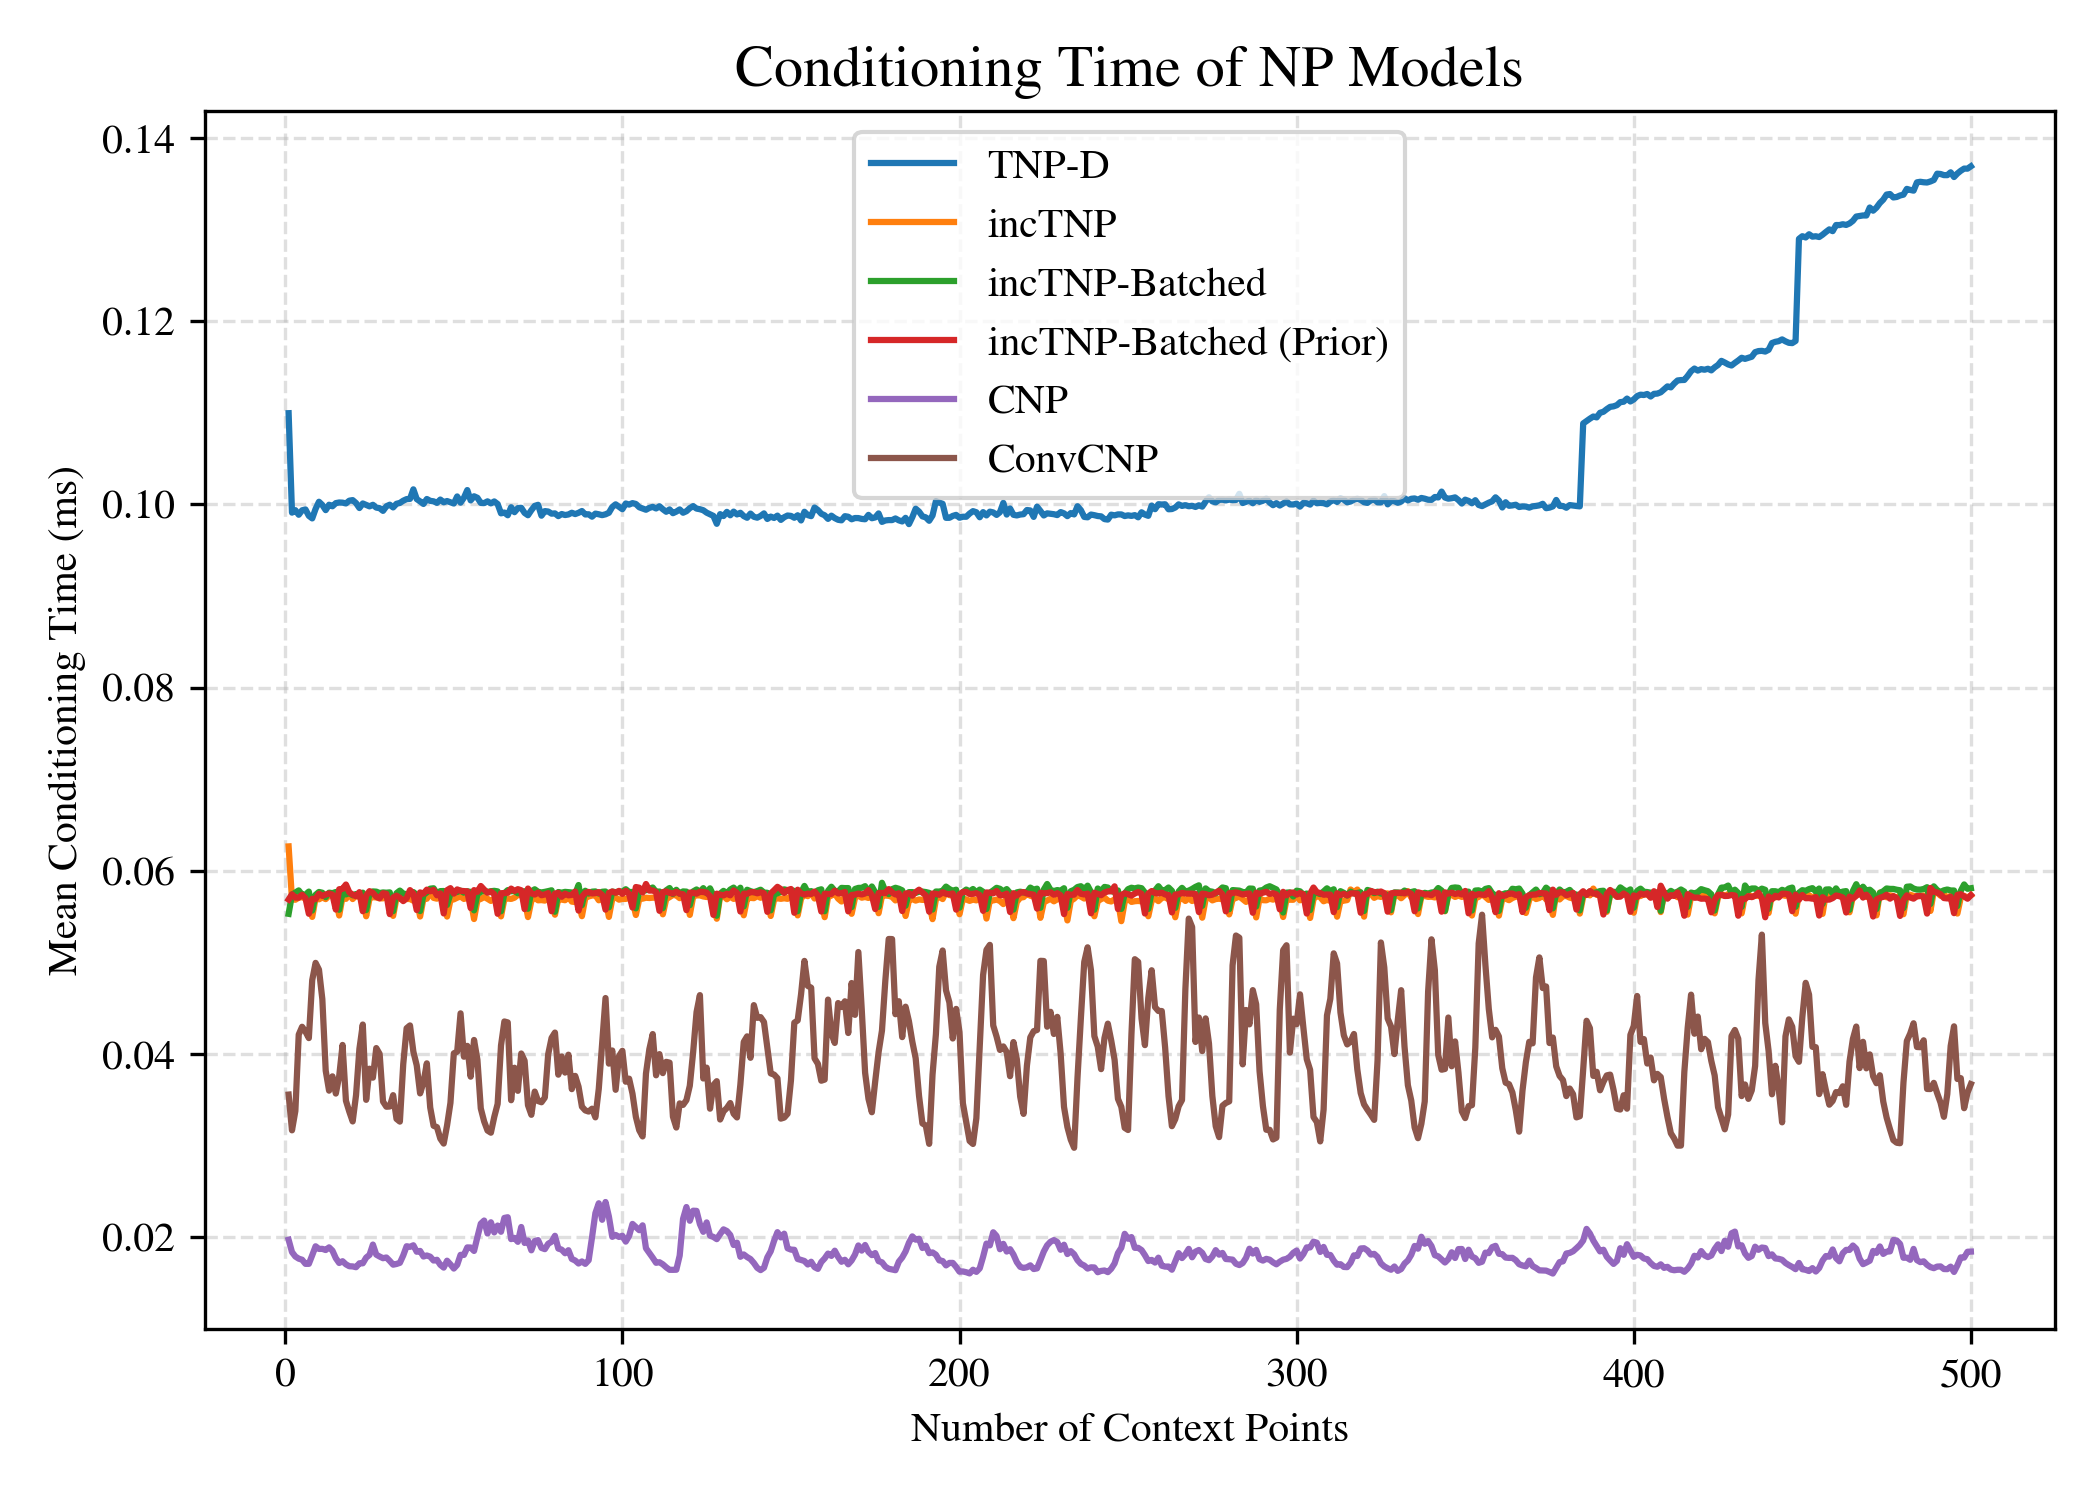 Conditioning Time of NP Models
Mean Conditioning Time (ms)
0.14
0.12
0.10
0.08
0.06
0.04
0.02
TNP-D
incTNP
incTNP-Batched
incTNP-Batched (Prior)
CNP
ConvCNP
0 100 200 300 400 500
Number of Context Points